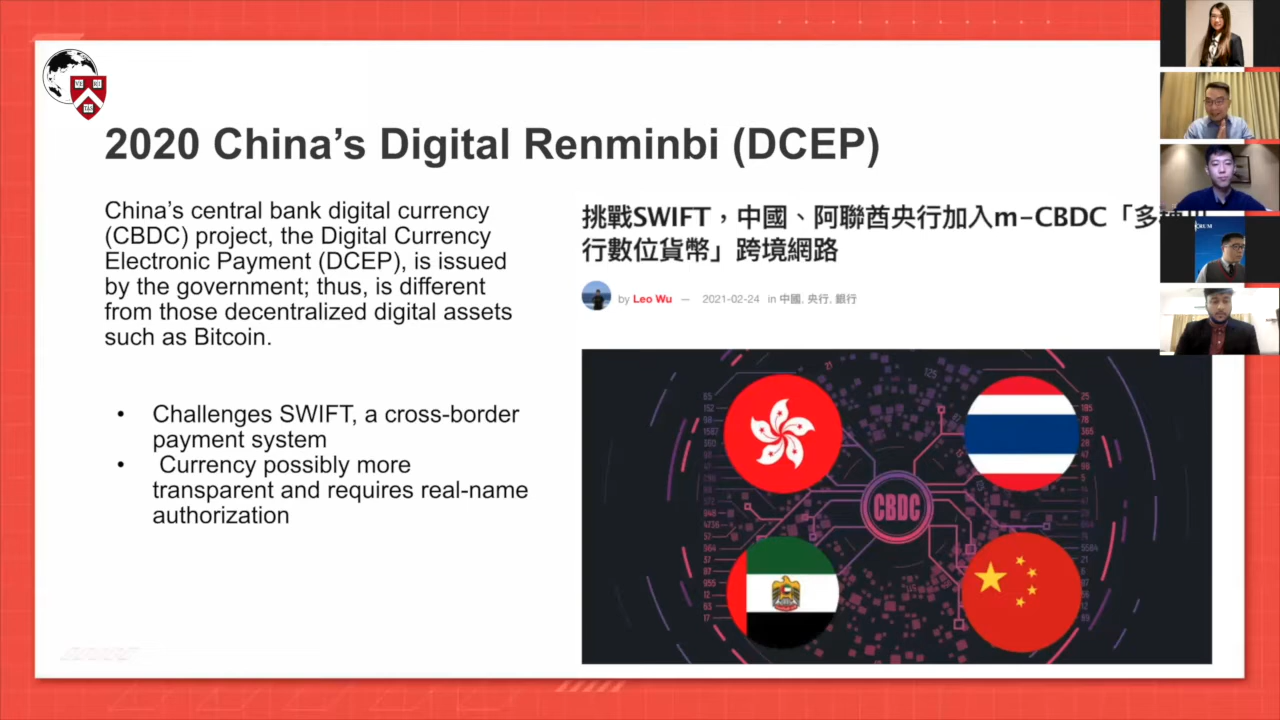 VE RI
TAS
2020 China’s Digital Renminbi (DCEP)
China’s central bank digital currency
(CBDC) project, the Digital Currency
Electronic Payment (DCEP), is issued
by the government; thus, is different
from those decentralized digital assets
such as Bitcoin.
• Challenges SWIFT, a cross-border
payment system
• Currency possibly more
transparent and requires real-name
authorization
挑戰SWIFT，中國、阿聯酋央行加入m-CBDC「多
行數位貨幣」跨境網路
by Leo Wu — 2021-02-24 in 中國, 央行, 銀行
CBDC